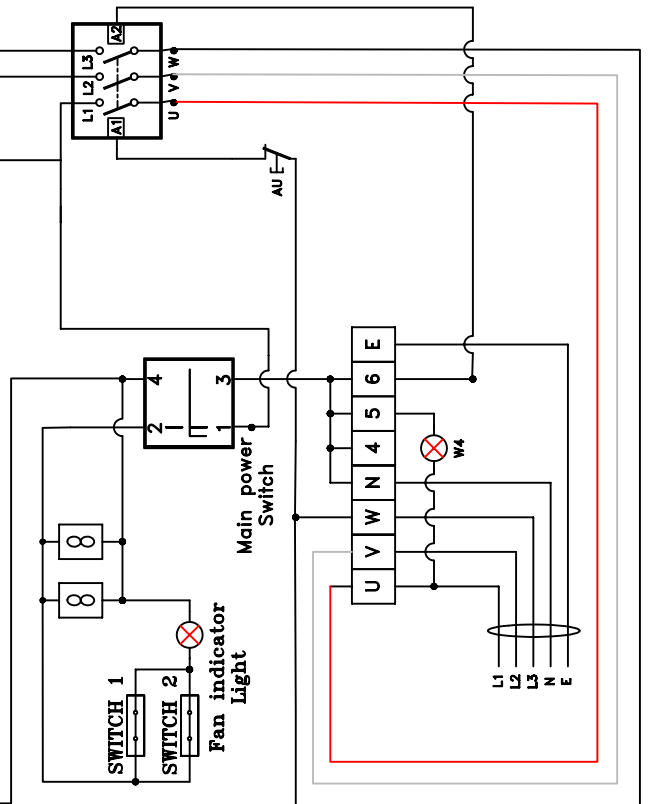 A2
L3
L2
L1
W
V
U
A1
AU
E
4
3
6
2
1
5
4
W4
N
Main power
Switch
W
V
U
8
8
Fan indicator
Light
SWITCH 1
SWITCH 2
L1
L2
L3
N
E